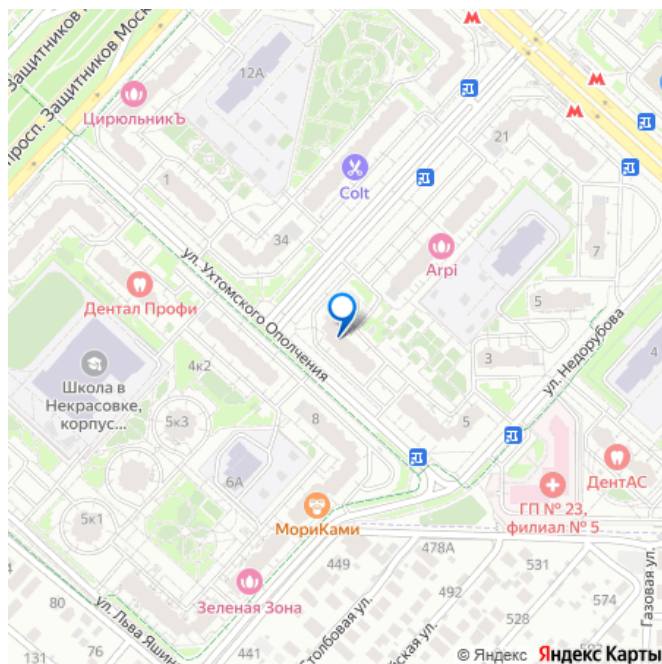 Защитников
просп. Защитников Моск
12А
ЦирюльникЪ
21
1
Colt
34
7
Arpi
ул. Ухтомского Ополчения
5
Дентал Профи
ул. Недорубова
3
4
4к2
Школа в
Некрасовке,
корпус...
8
5
5к3
6А
ДентАС
ГП № 23,
филиал № 5
МориКами
5к1
478А
531
449
Зеленая Зона
492
574
80
ул. Льва Яшин
Столбовая ул.
528
Газовая ул.
441
76
131
© Яндекс Яндекс Карты